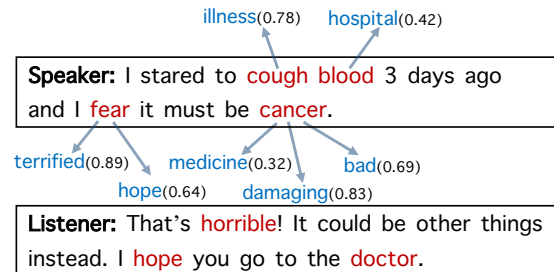 illness(0.78) hospital(0.42)
Speaker: I stared to cough blood 3 days ago
and I fear it must be cancer.
terrified(0.89) medicine(0.32) bad(0.69)
hope(0.64) damaging(0.83)
Listener: That's horrible! It could be other things
instead. I hope you go to the doctor.